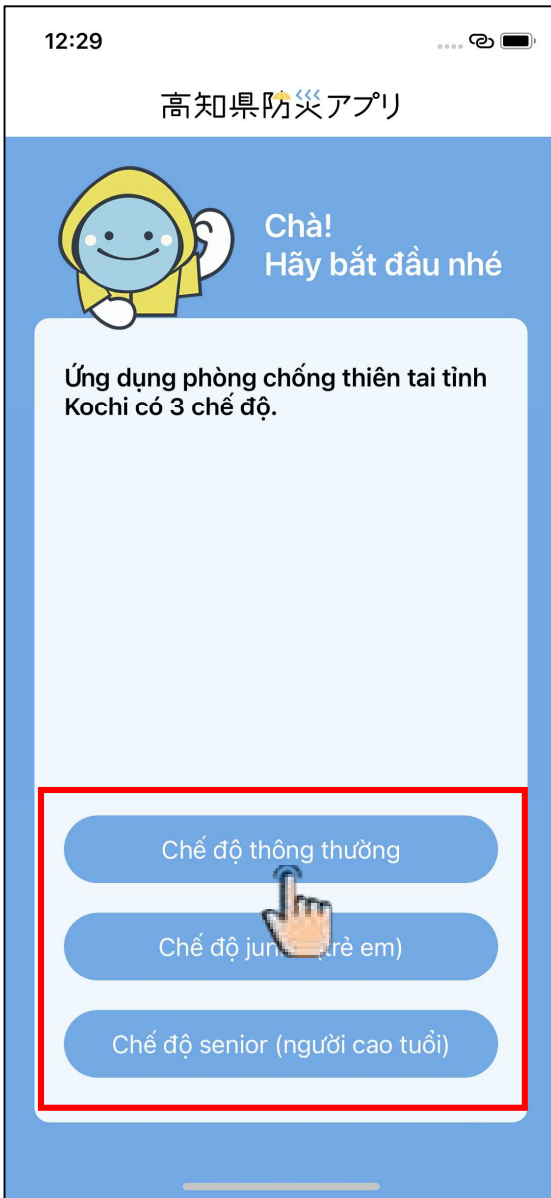 12:29
高知県防災アプリ
Chà!
Hãy bắt đầu nhé
Ứng dụng phòng chống thiên tai tỉnh
Kochi có 3 chế độ.
Chế độ thông thường
Chế độ em)
Chế độ senior (người cao tuổi)